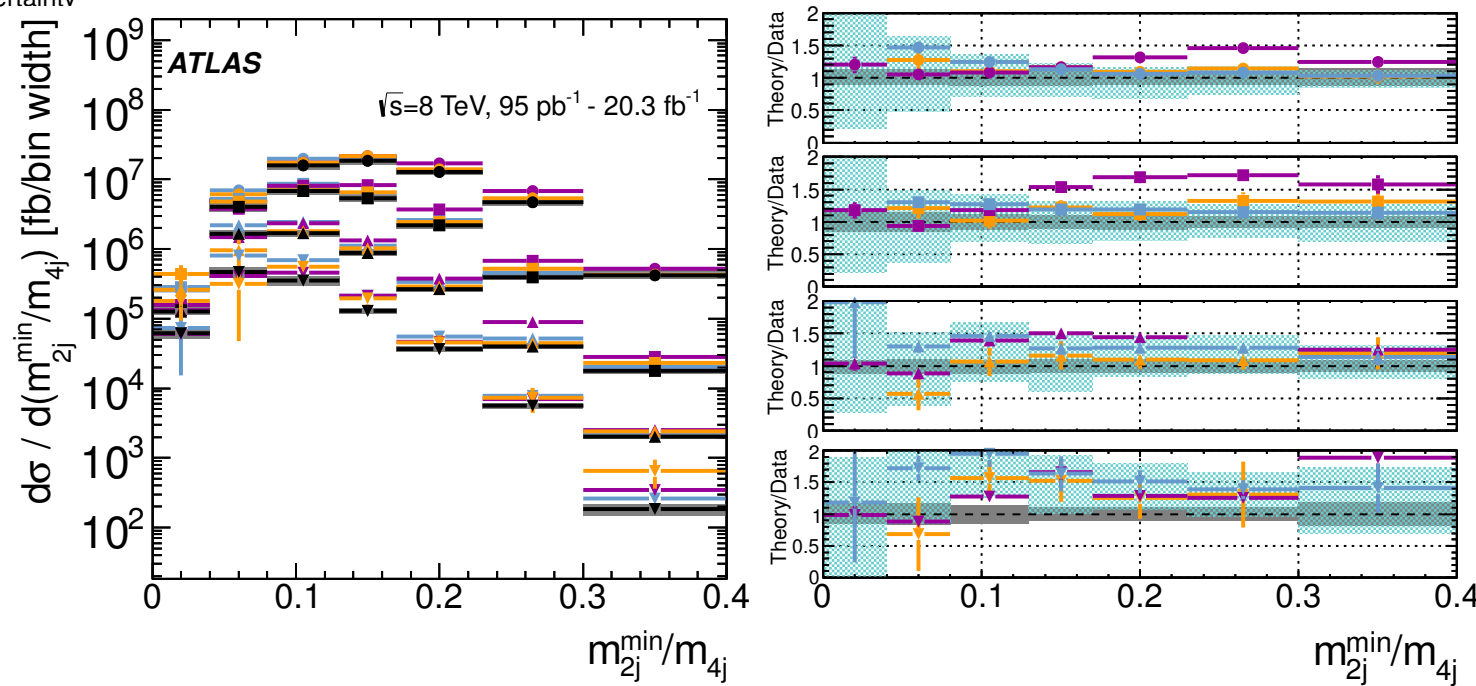 ATLAS
√s=8 TeV, 95 pb⁻¹ - 20.3 fb⁻¹
dσ / d(m₂ⱼᵐⁱⁿ/m₄ⱼ) [fb/bin width]
10⁹
10⁸
10⁷
10⁶
10⁵
10⁴
10³
10²
0 0.1 0.2 0.3 0.4
m₂ⱼᵐⁱⁿ/m₄ⱼ
Theory/Data
2
1.5
1
0.5
0
Theory/Data
2
1.5
1
0.5
0
Theory/Data
2
1.5
1
0.5
0
Theory/Data
2
1.5
1
0.5
0
0 0.1 0.2 0.3 0.4
m₂ⱼᵐⁱⁿ/m₄ⱼ